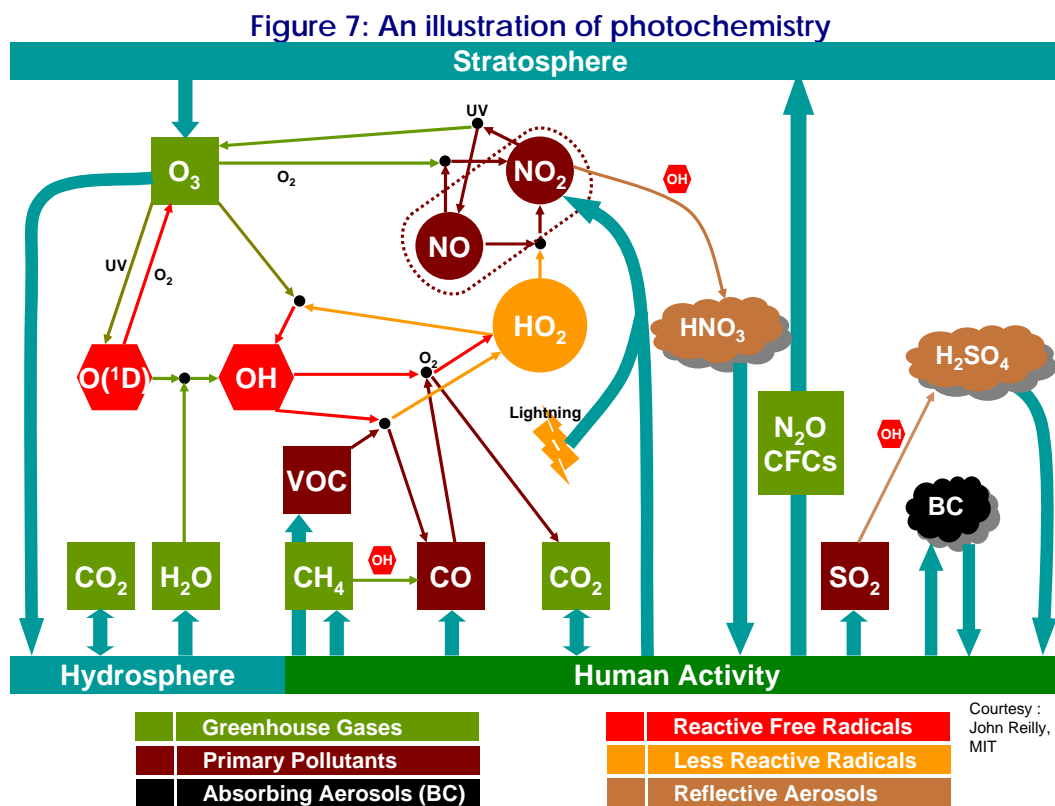 Figure 7: An illustration of photochemistry
Stratosphere
UV
O₃
O₂
NO₂
OH
NO
UV
O₂
HO₂
HNO₃
H₂SO₄
O(¹D)
OH
O₂
Lightning
N₂O
CFCs
OH
VOC
BC
CO₂
H₂O
CH₄
OH
CO
CO₂
SO₂
Hydrosphere
Human Activity
Greenhouse Gases
Primary Pollutants
Absorbing Aerosols (BC)
Reactive Free Radicals
Less Reactive Radicals
Reflective Aerosols
Courtesy :
John Reilly,
MIT